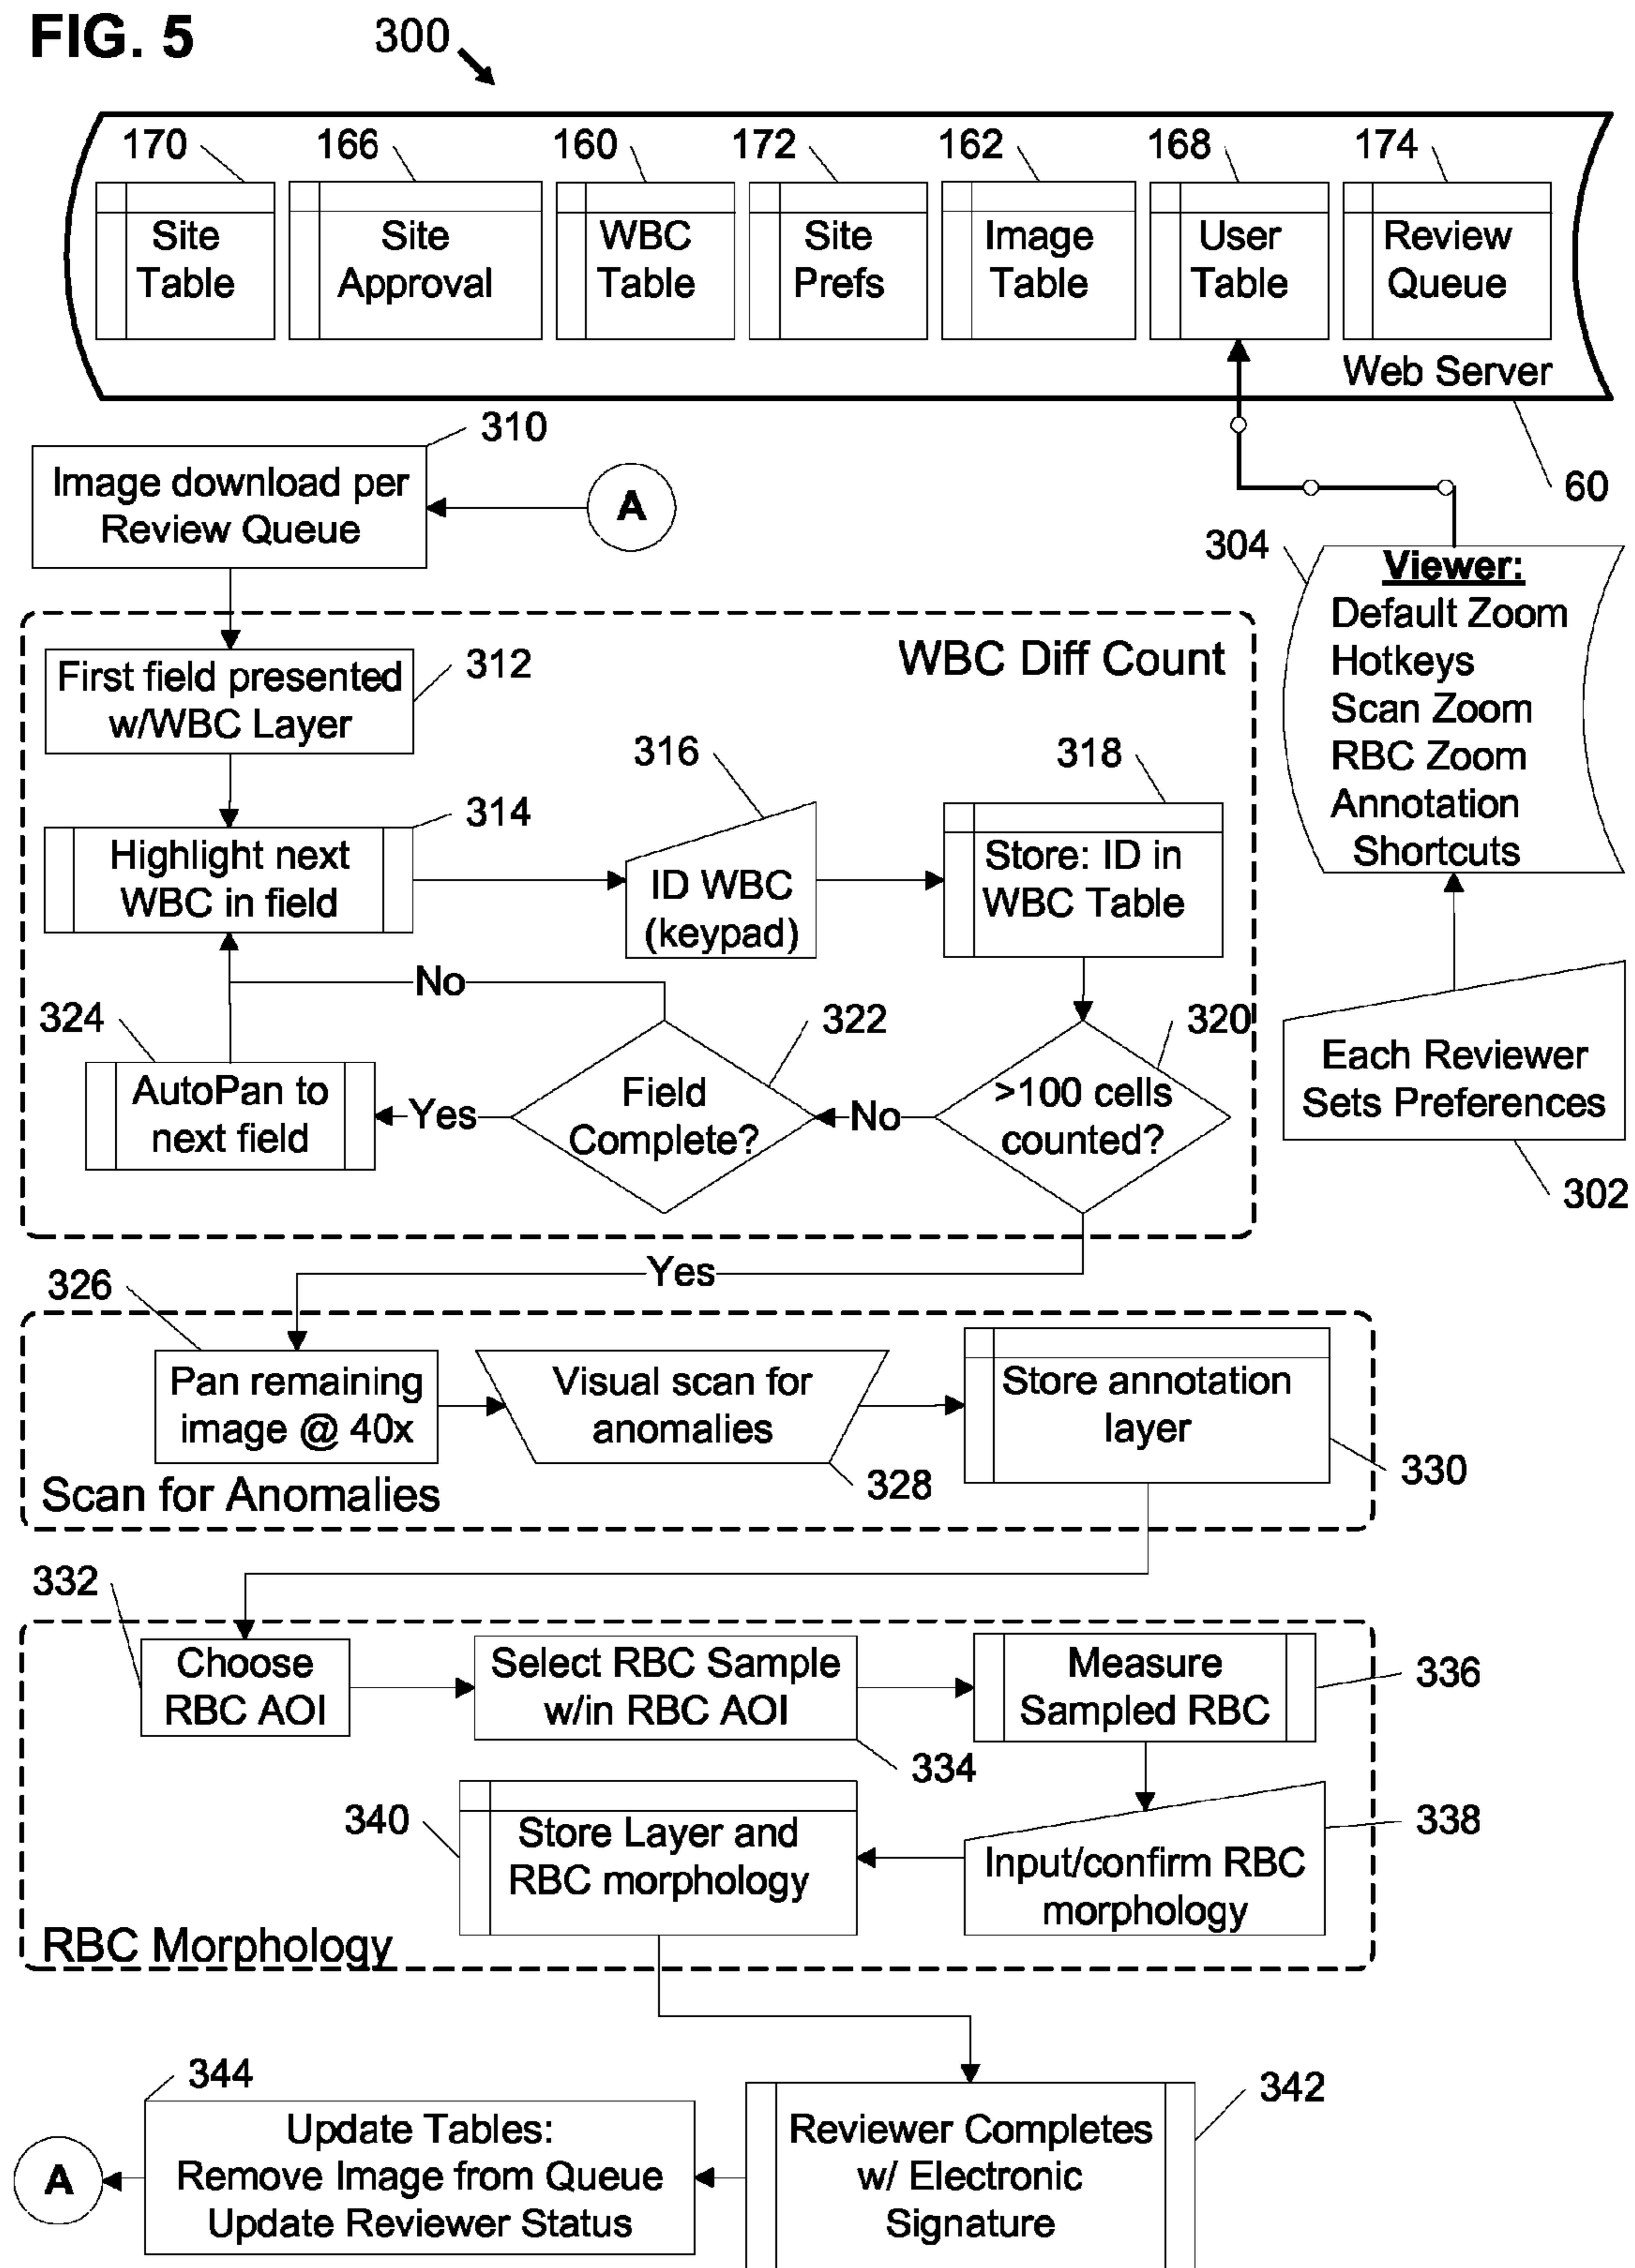 FIG. 5
300
170
166
160
172
162
168
174
Site
Table
Site
Approval
WBC
Table
Site
Prefs
Image
Table
User
Table
Review
Queue
Web Server
60
310
Image download per
Review Queue
A
304
Viewer:
Default Zoom
Hotkeys
Scan Zoom
RBC Zoom
Annotation
Shortcuts
WBC Diff Count
First field presented
w/WBC Layer
312
314
Highlight next
WBC in field
316
ID WBC
(keypad)
318
Store: ID in
WBC Table
No
324
AutoPan to
next field
Yes
322
Field
Complete?
No
320
>100 cells
counted?
Each Reviewer
Sets Preferences
302
Yes
326
Pan remaining
image @ 40x
Visual scan for
anomalies
328
Store annotation
layer
330
Scan for Anomalies
332
Choose
RBC AOI
Select RBC Sample
w/in RBC AOI
334
Measure
Sampled RBC
336
340
Store Layer and
RBC morphology
338
Input/confirm RBC
morphology
RBC Morphology
344
Update Tables:
Remove Image from Queue
Update Reviewer Status
A
342
Reviewer Completes
w/ Electronic
Signature